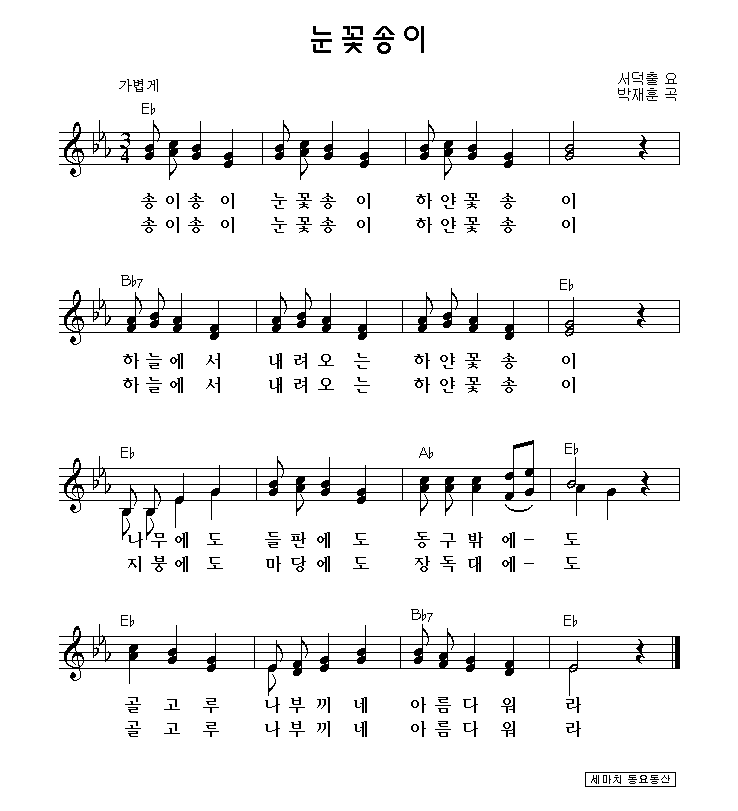 눈꽃송이
서덕출 요
가볍게
박재훈 곡
E♭
3
4
송이송이 눈꽃송이 하얀꽃송이
송이송이 눈꽃송이 하얀꽃송이
B♭7 E♭
하늘에서 내려오는 하얀꽃송이
하늘에서 내려오는 하얀꽃송이
E♭ A♭ E♭
나무에도 들판에도 동구밖에-도
지붕에도 마당에도 장독대에-도
E♭ B♭7 E♭
골고루 나부끼네 아름다워라
골고루 나부끼네 아름다워라
세마치 동요동산